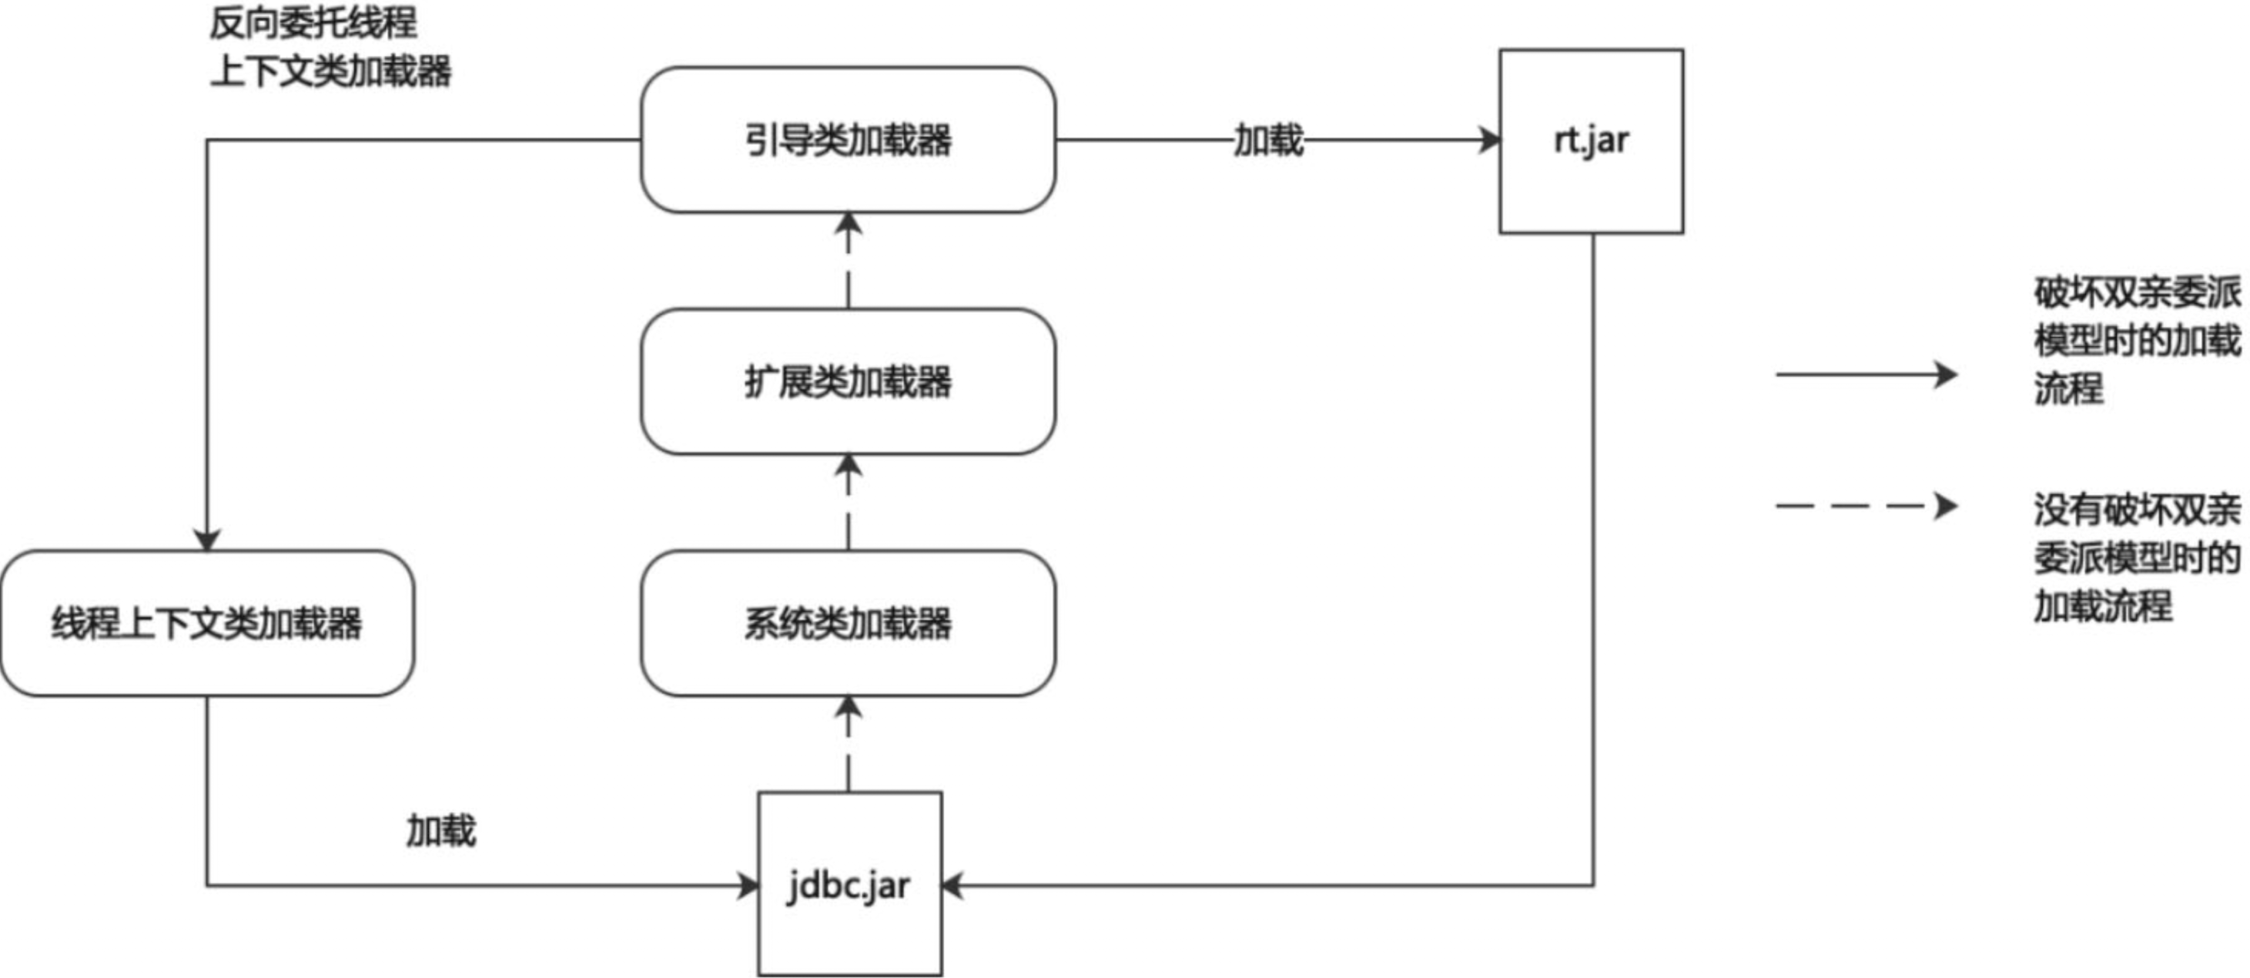 反向委托线程
上下文类加载器
引导类加载器
加载
rt.jar
扩展类加载器
破坏双亲委派
模型时的加载
流程
没有破坏双亲
委派模型时的
加载流程
线程上下文类加载器
系统类加载器
加载
jdbc.jar